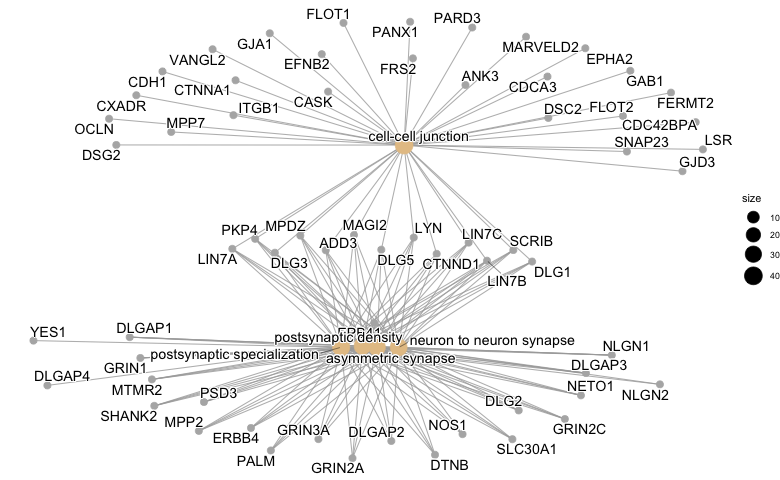 FLOT1
PANX1
PARD3
GJA1
MARVELD2
VANGL2
EFNB2
FRS2
EPHA2
CDH1
CTNNA1
ANK3
CDCA3
GAB1
CXADR
ITGB1
CASK
DSC2
FLOT2
FERMT2
OCLN
MPP7
CDC42BPA
DSG2
cell-cell junction
SNAP23
LSR
GJD3
size
10
20
30
40
PKP4
MPDZ
MAGI2
LYN
LIN7C
SCRIB
LIN7A
DLG3
ADD3
DLG5
CTNND1
LIN7B
DLG1
YES1
DLGAP1
postsynaptic density
neuron to neuron synapse
postsynaptic specialization
asymmetric synapse
NLGN1
DLGAP4
GRIN1
MTMR2
DLGAP3
NETO1
NLGN2
SHANK2
PSD3
MPP2
DLG2
GRIN2C
ERBB4
GRIN3A
DLGAP2
NOS1
SLC30A1
PALM
GRIN2A
DTNB